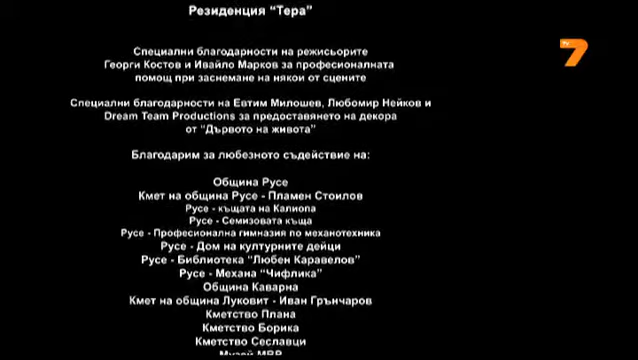 Резиденция “Тера”
TV
7
Специални благодарности на режисьорите
Георги Костов и Ивайло Марков за професионалната
помощ при заснемане на някои от сцените
Специални благодарности на Евтим Милошев, Любомир Нейков и
Dream Team Productions за предоставянето на декора
от “Дървото на живота”
Благодарим за любезното съдействие на:
Община Русе
Кмет на община Русе - Пламен Стоилов
Русе - къщата на Калиопа
Русе - Семизовата къща
Русе - Професионална гимназия по механотехника
Русе - Дом на културните дейци
Русе - Библиотека “Любен Каравелов”
Русе - Механа “Чифлика”
Община Каварна
Кмет на община Луковит - Иван Грънчаров
Кметство Плана
Кметство Борика
Кметство Сеславци
Музей МВР